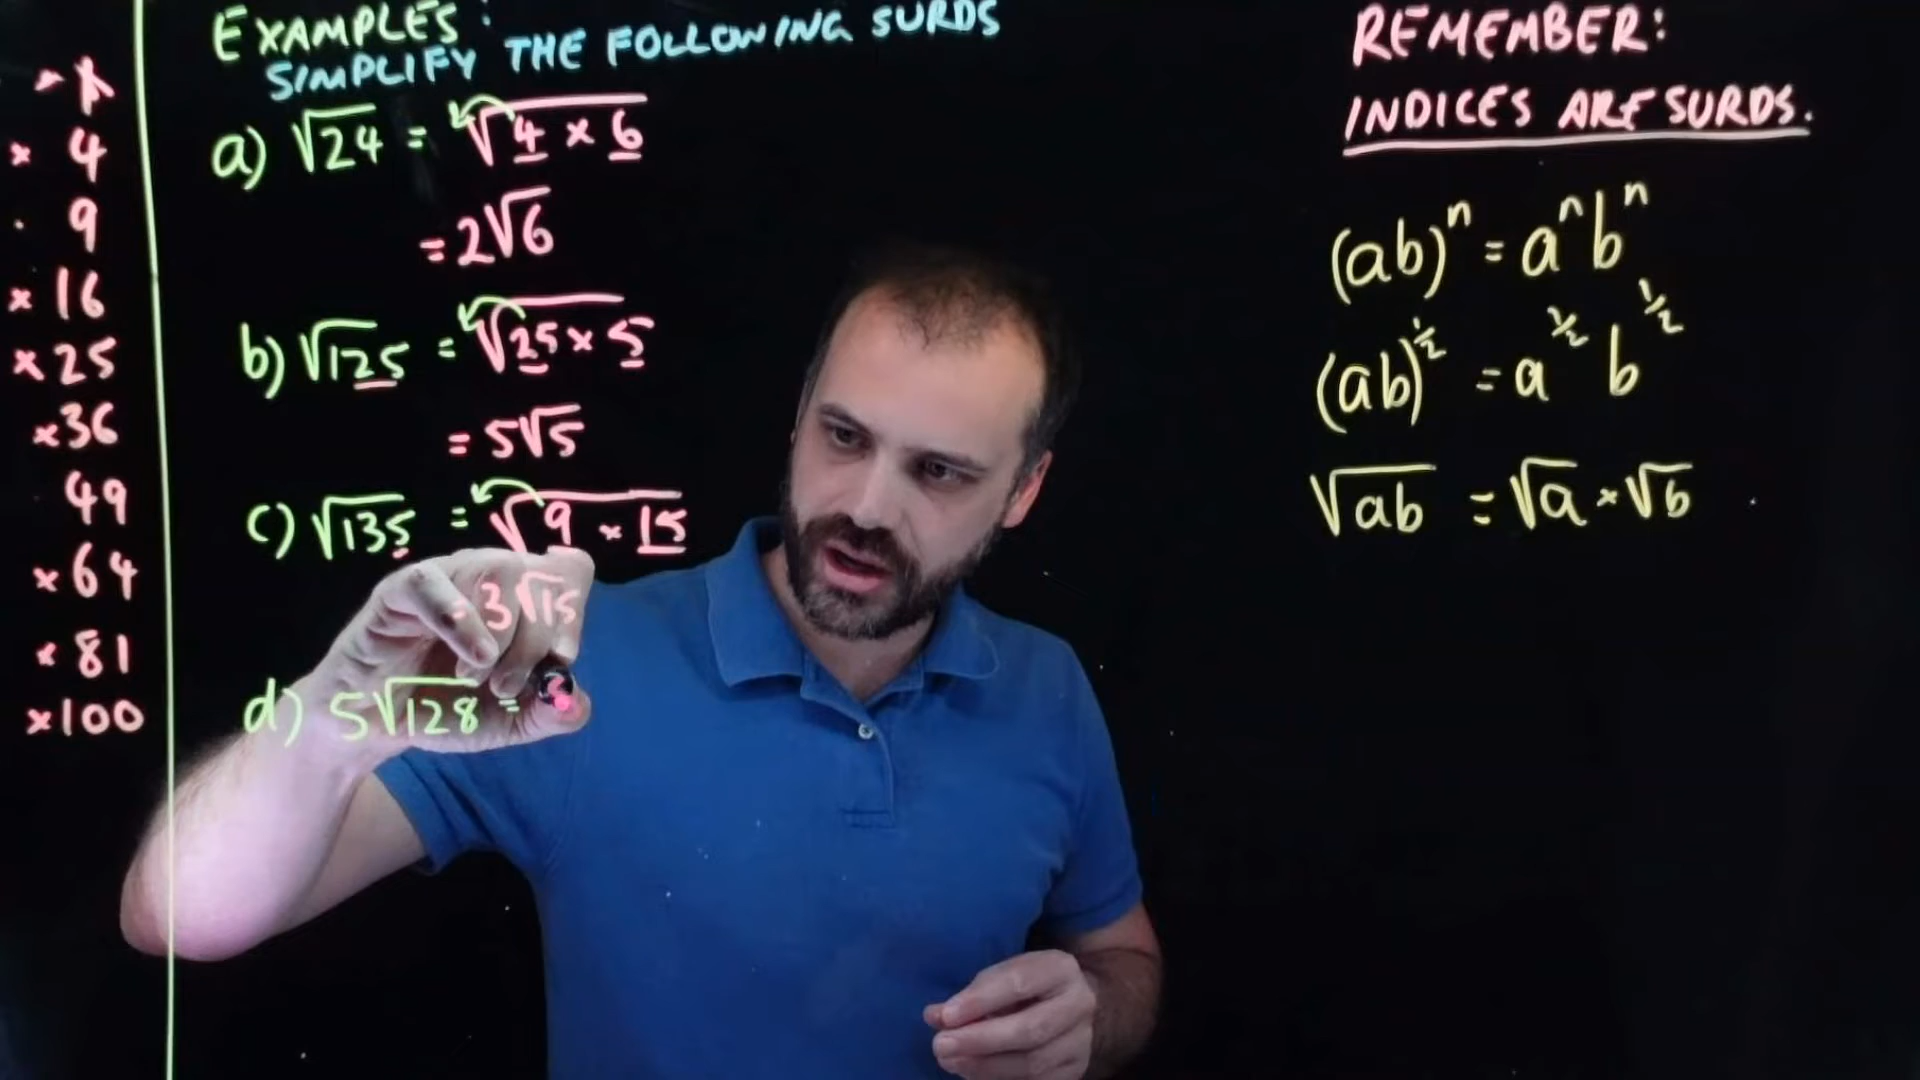 1
× 4
9
× 16
× 25
× 36
49
× 64
× 81
× 100
EXAMPLES:
SIMPLIFY THE FOLLOWING SURDS
a) √24 = √4 × 6
= 2√6
b) √125 = √25 × 5
= 5√5
c) √135 = √9 × 15
= 3√15
d) 5√128 =
REMEMBER:
INDICES ARE SURDS.
(ab)ⁿ = aⁿbⁿ
(ab)^½ = a^½ b^½
√ab = √a × √b